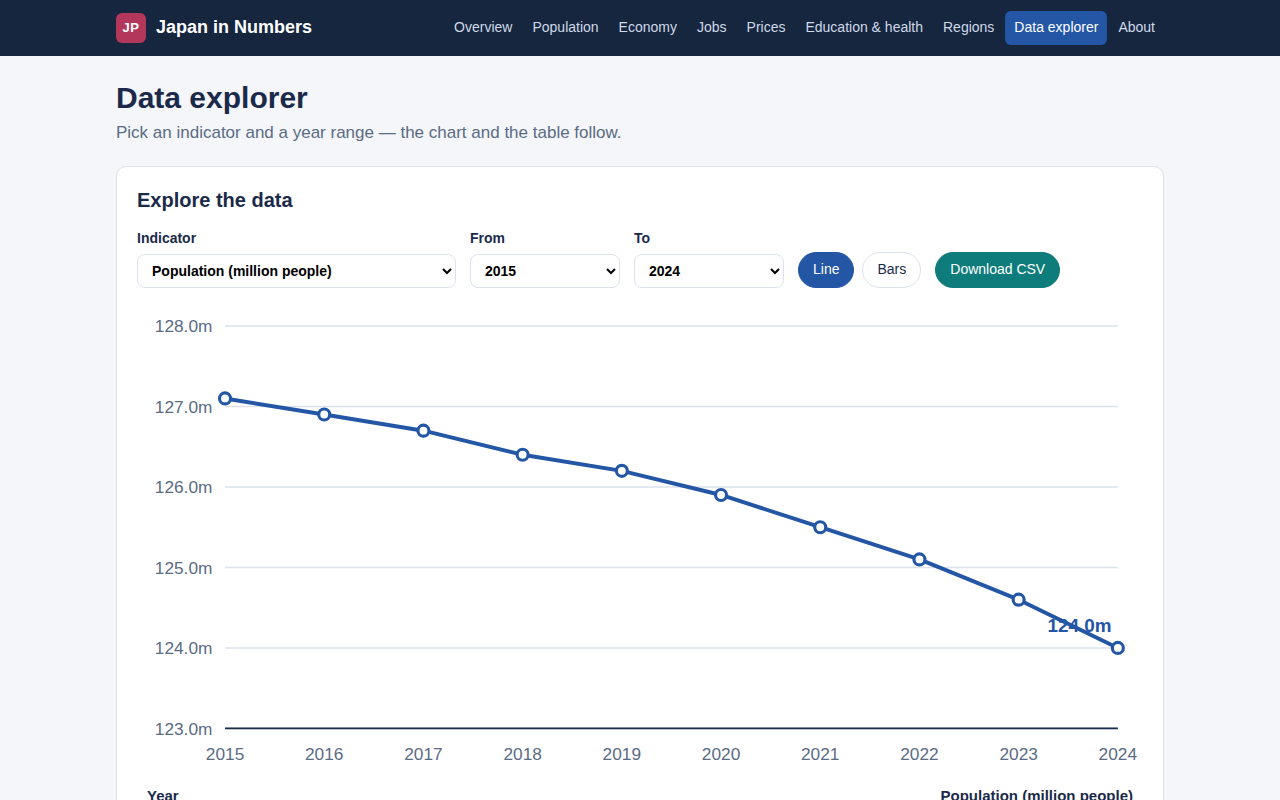 JP Japan in Numbers Overview Population Economy Jobs Prices Education & health Regions Data explorer About
Data explorer
Pick an indicator and a year range — the chart and the table follow.
Explore the data
Indicator From To
Population (million people) 2015 2024 Line Bars Download CSV
128.0m
127.0m
126.0m
125.0m
124.0m
124.0m
123.0m
2015 2016 2017 2018 2019 2020 2021 2022 2023 2024
Year Population (million people)